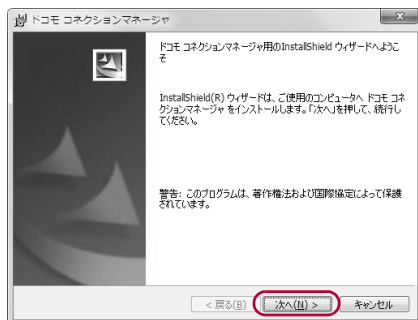 ドコモ コネクションマネージャ
ドコモ コネクションマネージャ用のInstallShield ウィザードへようこ
そ
InstallShield(R) ウィザードは、ご使用のコンピュータへ ドコモ コネ
クションマネージャ をインストールします。「次へ」を押して、続行し
てください。
警告: このプログラムは、著作権法および国際協定によって保護
されています。
< 戻る(B)
次へ(N) >
キャンセル